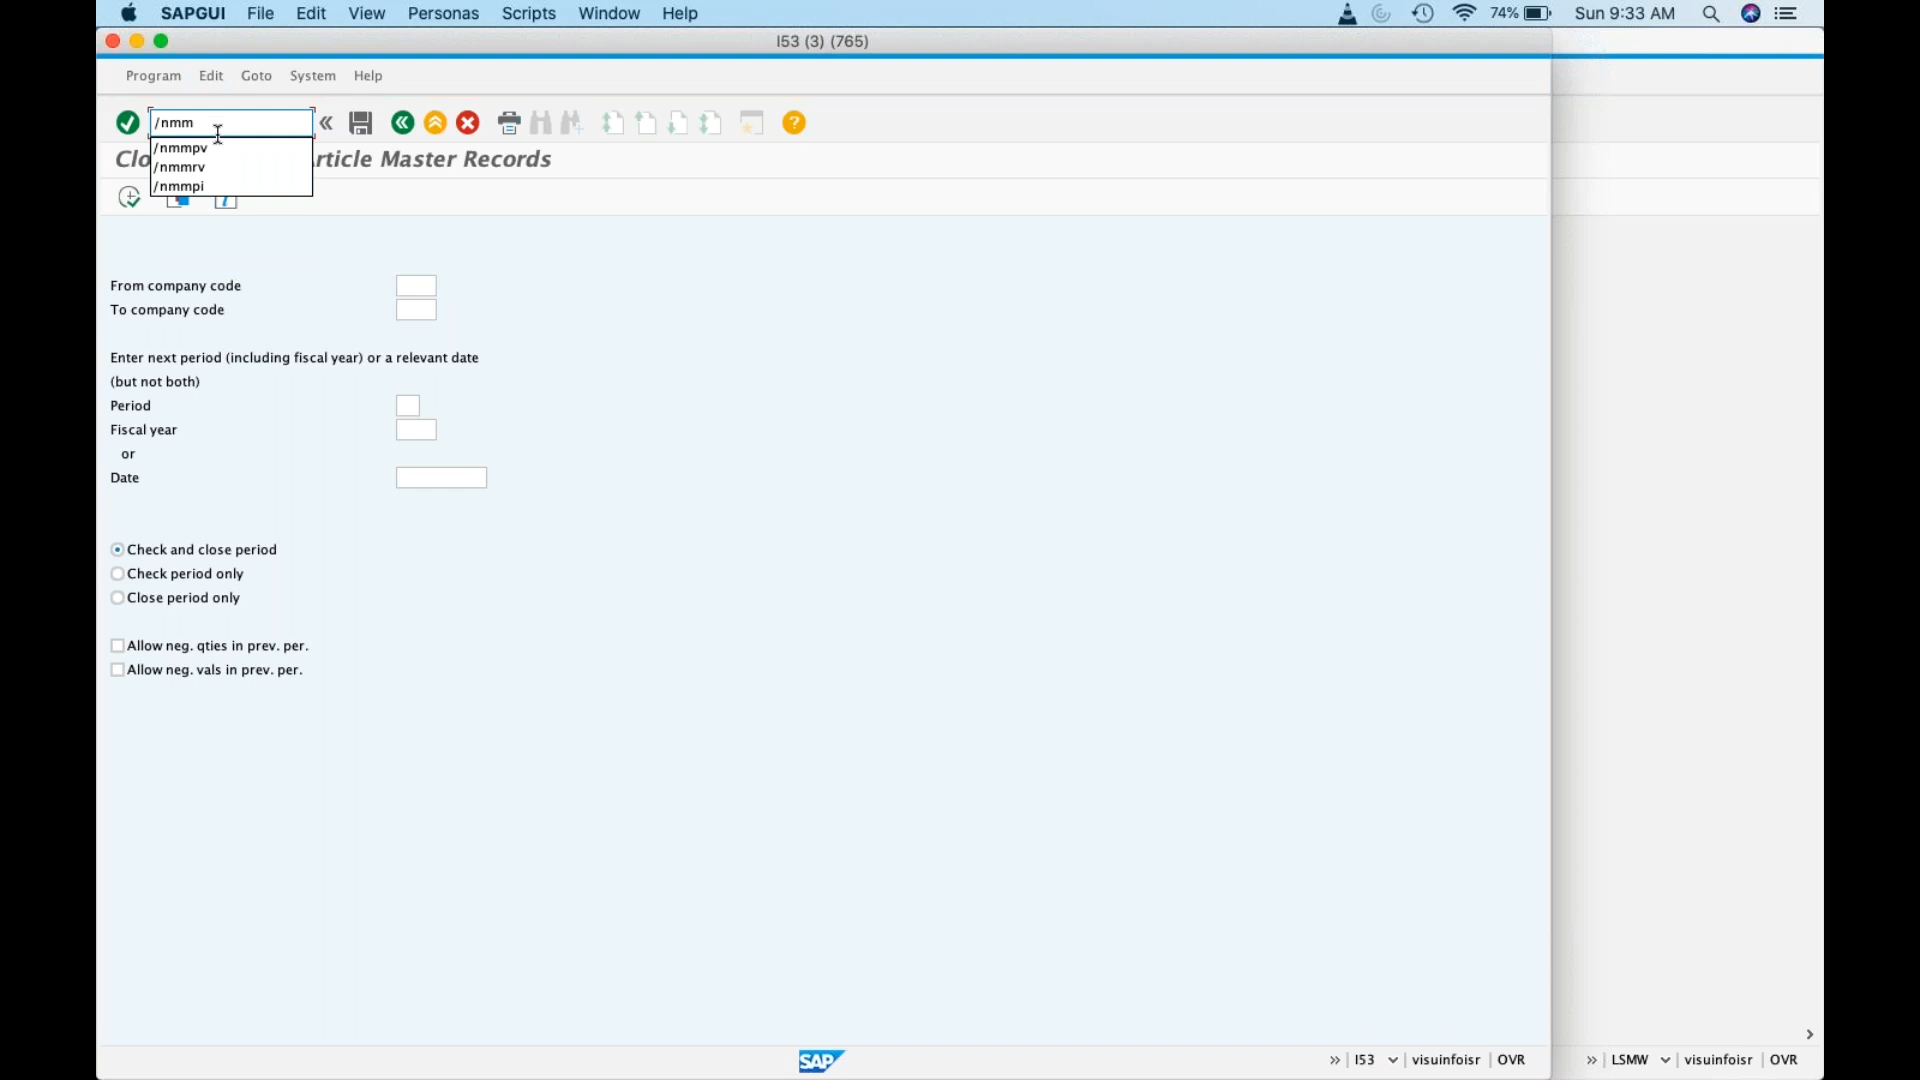 SAPGUI File Edit View Personas Scripts Window Help 74% Sun 9:33 AM
I53 (3) (765)
Program Edit Goto System Help
/nmm
/nmmpv
/nmmrv
/nmmpi
Clo rticle Master Records
From company code
To company code
Enter next period (including fiscal year) or a relevant date
(but not both)
Period
Fiscal year
or
Date
Check and close period
Check period only
Close period only
Allow neg. qties in prev. per.
Allow neg. vals in prev. per.
SAP I53 visuinfoisr OVR LSMW visuinfoisr OVR